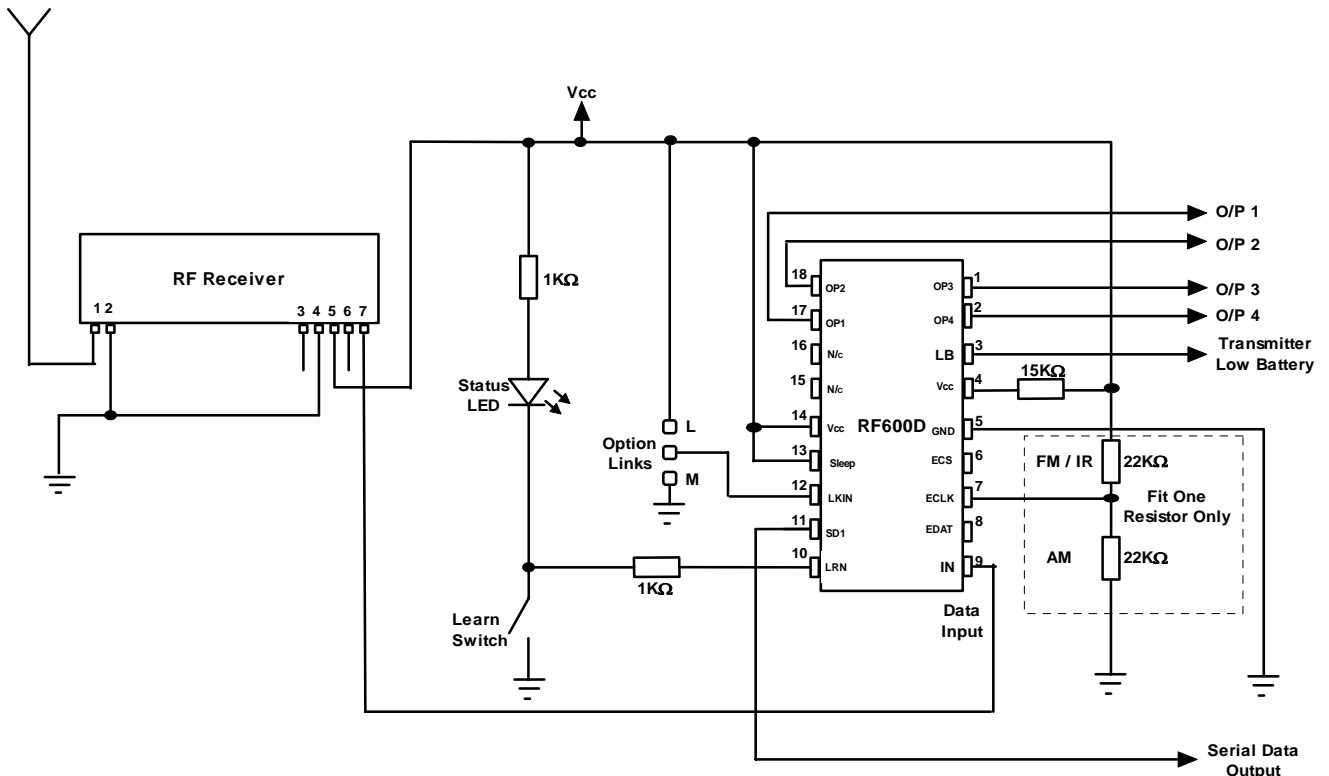 Vcc
RF Receiver
1 2
3 4 5 6 7
1KΩ
Status
LED
Option
Links
L
M
1KΩ
Learn
Switch
18 OP2
17 OP1
16 N/c
15 N/c
14 Vcc
13 Sleep
12 LKIN
11 SD1
10 LRN
RF600D
OP3 1
OP4 2
LB 3
Vcc 4
GND 5
ECS 6
ECLK 7
EDAT 8
IN 9
Data
Input
15KΩ
O/P 1
O/P 2
O/P 3
O/P 4
Transmitter
Low Battery
FM / IR 22KΩ
Fit One
Resistor Only
AM 22KΩ
Serial Data
Output